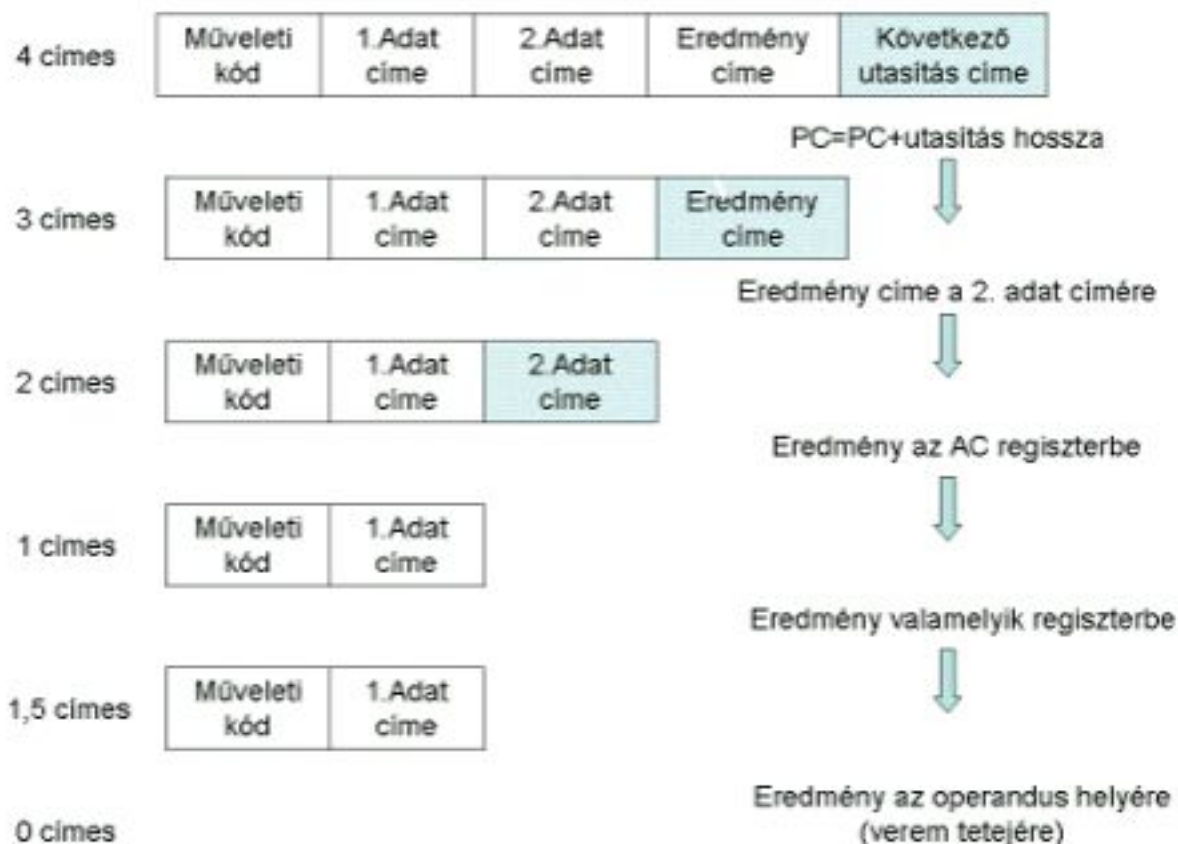 4 cimes
Műveleti kód
1.Adat cime
2.Adat cime
Eredmény cime
Következő utasítás cime
PC=PC+utasítás hossza
3 cimes
Műveleti kód
1.Adat cime
2.Adat cime
Eredmény cime
Eredmény cime a 2. adat cimére
2 cimes
Műveleti kód
1.Adat cime
2.Adat cime
Eredmény az AC regiszterbe
1 cimes
Műveleti kód
1.Adat cime
Eredmény valamelyik regiszterbe
1,5 cimes
Műveleti kód
1.Adat cime
Eredmény az operandus helyére
(verem tetejére)
0 cimes